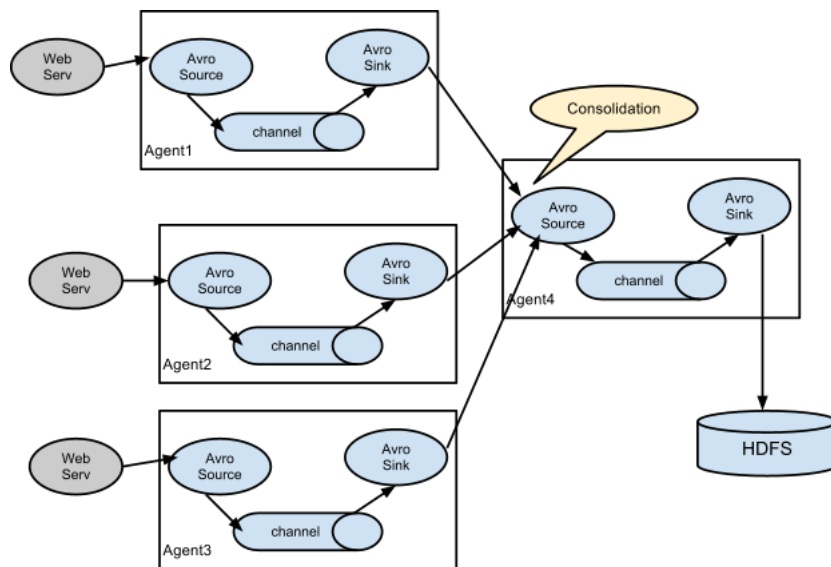 Web
Serv
Avro
Source
Avro
Sink
channel
Agent1
Consolidation
Avro
Source
Avro
Sink
channel
Agent4
Web
Serv
Avro
Source
Avro
Sink
channel
Agent2
HDFS
Web
Serv
Avro
Source
Avro
Sink
channel
Agent3